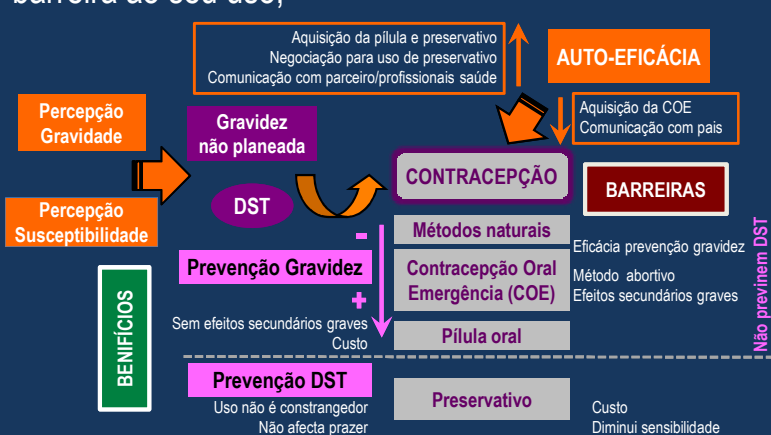 barreira ao seu uso;
Aquisição da pílula e preservativo
Negociação para uso de preservativo
Comunicação com parceiro/profissionais saúde
AUTO-EFICÁCIA
Aquisição da COE
Comunicação com pais
Percepção
Gravidade
Gravidez
não planeada
CONTRACEPÇÃO
BARREIRAS
DST
Percepção
Susceptibilidade
-
Métodos naturais
Eficácia prevenção gravidez
Prevenção Gravidez
Contracepção Oral
Emergência (COE)
Método abortivo
Efeitos secundários graves
+
Não previnem DST
BENIFÍCIOS
Sem efeitos secundários graves
Custo
Pílula oral
Prevenção DST
Uso não é constrangedor
Não afecta prazer
Preservativo
Custo
Diminui sensibilidade